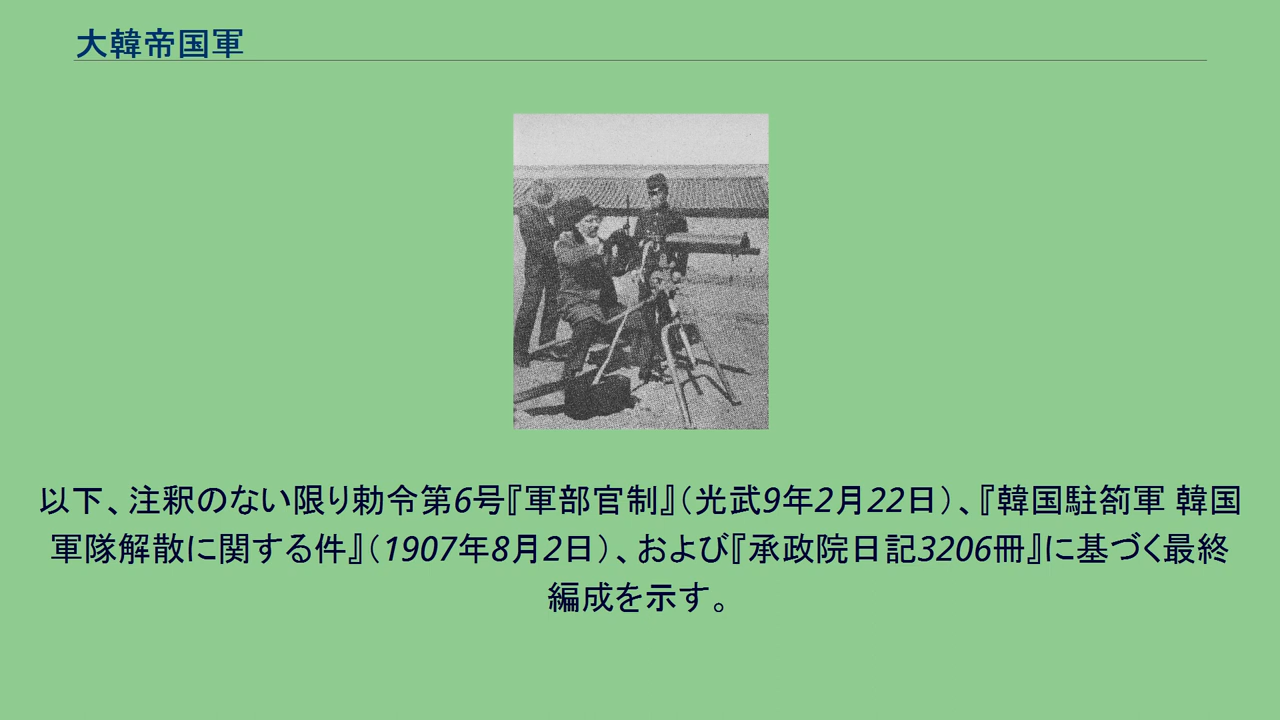 大韓帝国軍
以下、注釈のない限り勅令第6号『軍部官制』（光武9年2月22日）、『韓国駐箚軍 韓国
軍隊解散に関する件』（1907年8月2日）、および『承政院日記3206冊』に基づく最終
編成を示す。